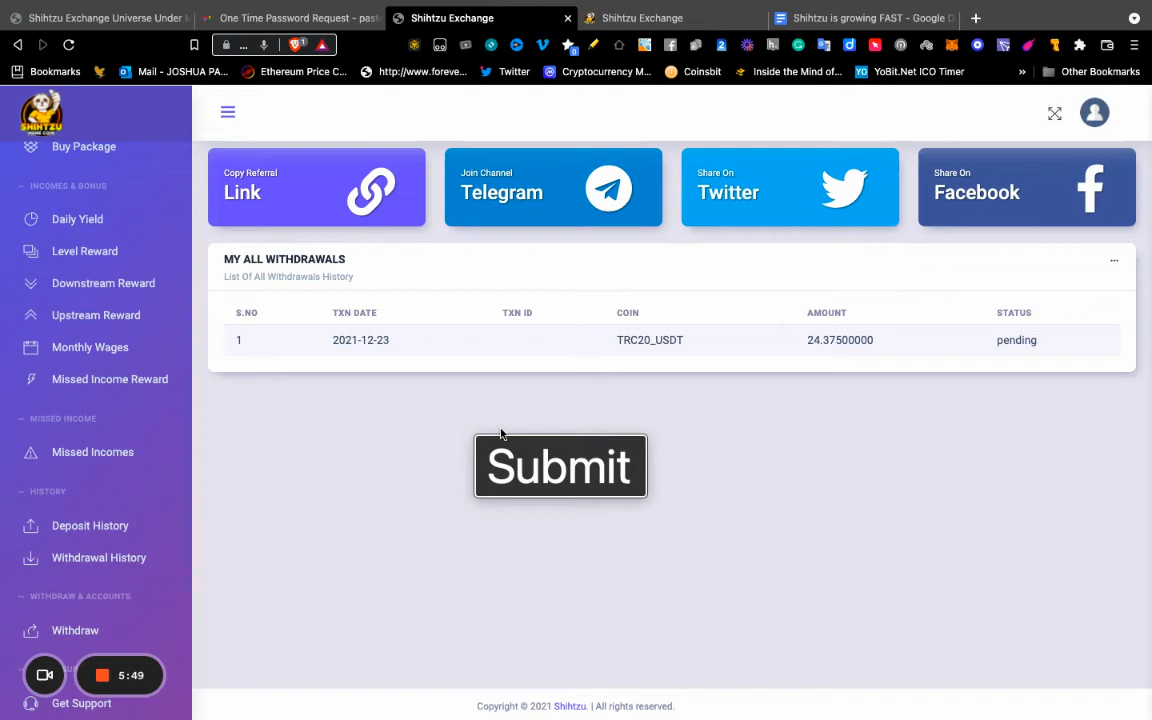 Shihtzu Exchange Universe Under
One Time Password Request - past
Shihtzu Exchange
Shihtzu Exchange
Shihtzu is growing FAST - Google D
...
1
Bookmarks
Mail - JOSHUA PA...
Ethereum Price C...
http://www.foreve...
Twitter
Cryptocurrency M...
Coinsbit
Inside the Mind of...
YoBit.Net ICO Timer
»
Other Bookmarks
SHIHTZU
Buy Package
INCOMES & BONUS
Daily Yield
Level Reward
Downstream Reward
Upstream Reward
Monthly Wages
Missed Income Reward
MISSED INCOME
Missed Incomes
HISTORY
Deposit History
Withdrawal History
WITHDRAW & ACCOUNTS
Withdraw
5:49
Get Support
Copy Referral
Link
Join Channel
Telegram
Share On
Twitter
Share On
Facebook
MY ALL WITHDRAWALS
List Of All Withdrawals History
S.NO TXN DATE TXN ID COIN AMOUNT STATUS
1 2021-12-23 TRC20_USDT 24.37500000 pending
Submit
Copyright © 2021 Shihtzu. | All rights reserved.